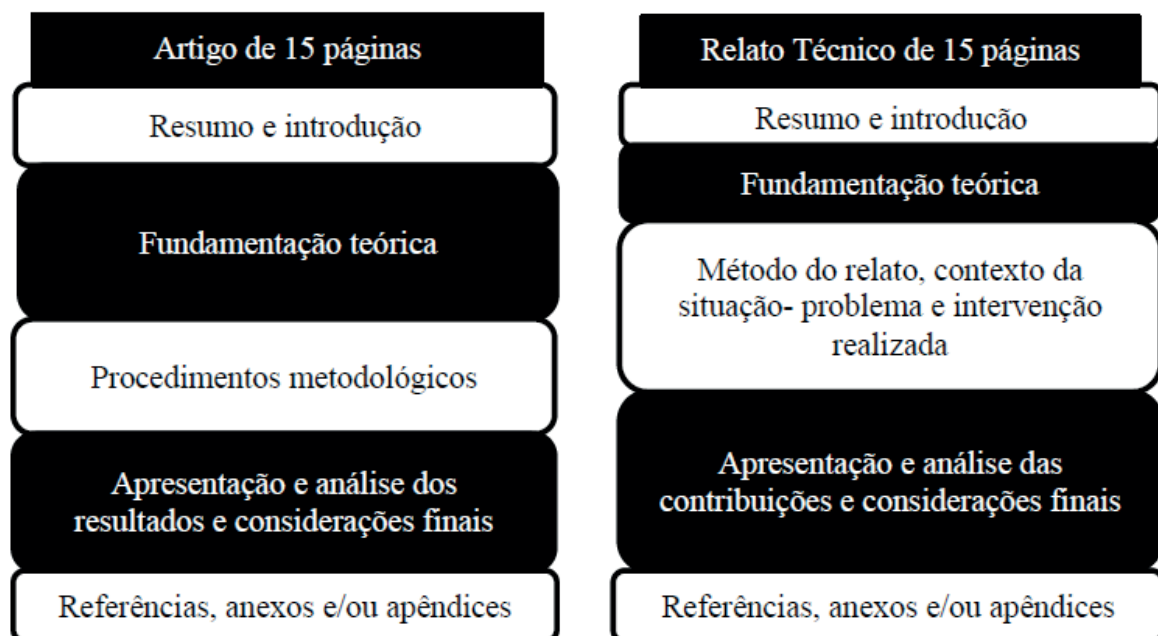 Artigo de 15 páginas
Resumo e introdução
Fundamentação teórica
Procedimentos metodológicos
Apresentação e análise dos
resultados e considerações finais
Referências, anexos e/ou apêndices
Relato Técnico de 15 páginas
Resumo e introducão
Fundamentação teórica
Método do relato, contexto da
situação- problema e intervenção
realizada
Apresentação e análise das
contribuições e considerações finais
Referências, anexos e/ou apêndices